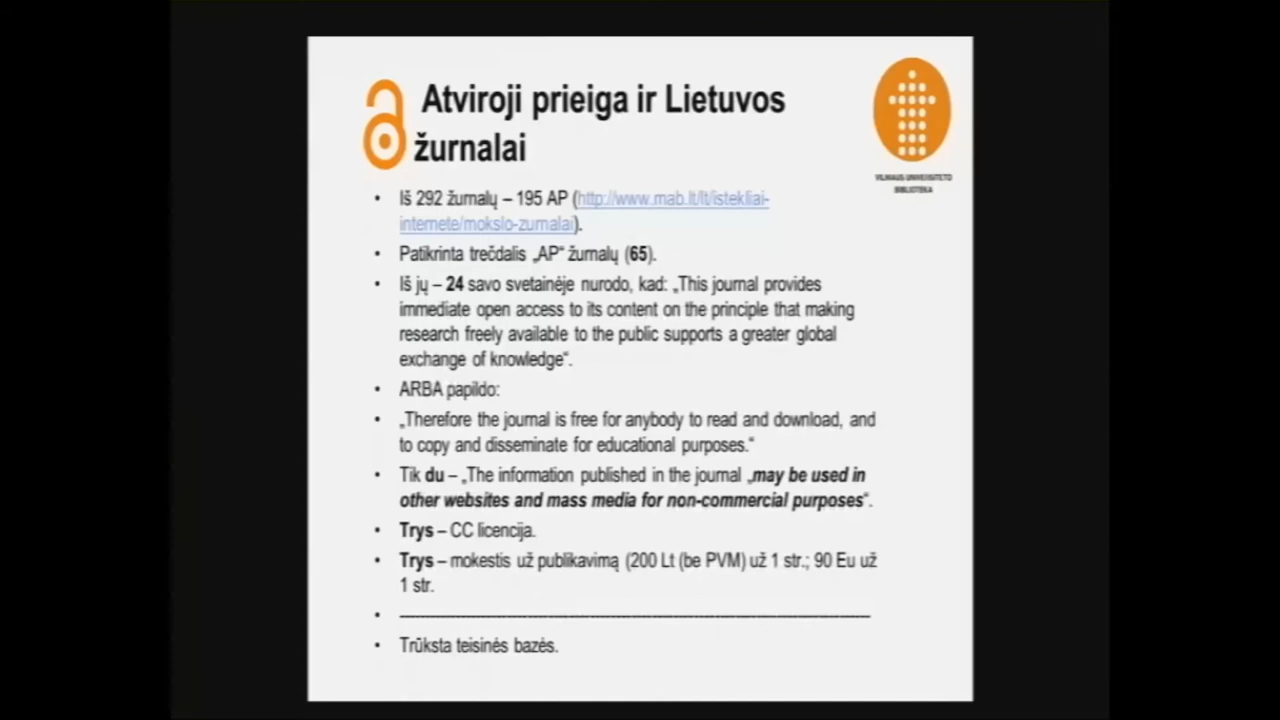 Atviroji prieiga ir Lietuvos
žurnalai
VILNIAUS UNIVERSITETO
BIBLIOTEKA
• Iš 292 žurnalų – 195 AP (http://www.mab.lt/lt/istekliai-
internete/mokslo-zurnalai).
• Patikrinta trečdalis „AP“ žurnalų (65).
• Iš jų – 24 savo svetainėje nurodo, kad: „This journal provides
immediate open access to its content on the principle that making
research freely available to the public supports a greater global
exchange of knowledge“.
• ARBA papildo:
• „Therefore the journal is free for anybody to read and download, and
to copy and disseminate for educational purposes.“
• Tik du – „The information published in the journal „may be used in
other websites and mass media for non-commercial purposes“.
• Trys – CC licencija.
• Trys – mokestis už publikavimą (200 Lt (be PVM) už 1 str.; 90 Eu už
1 str.
• Trūksta teisinės bazės.